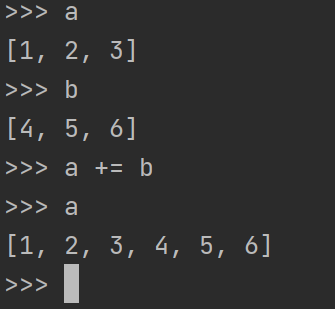 >>> a
[1, 2, 3]
>>> b
[4, 5, 6]
>>> a += b
>>> a
[1, 2, 3, 4, 5, 6]
>>>